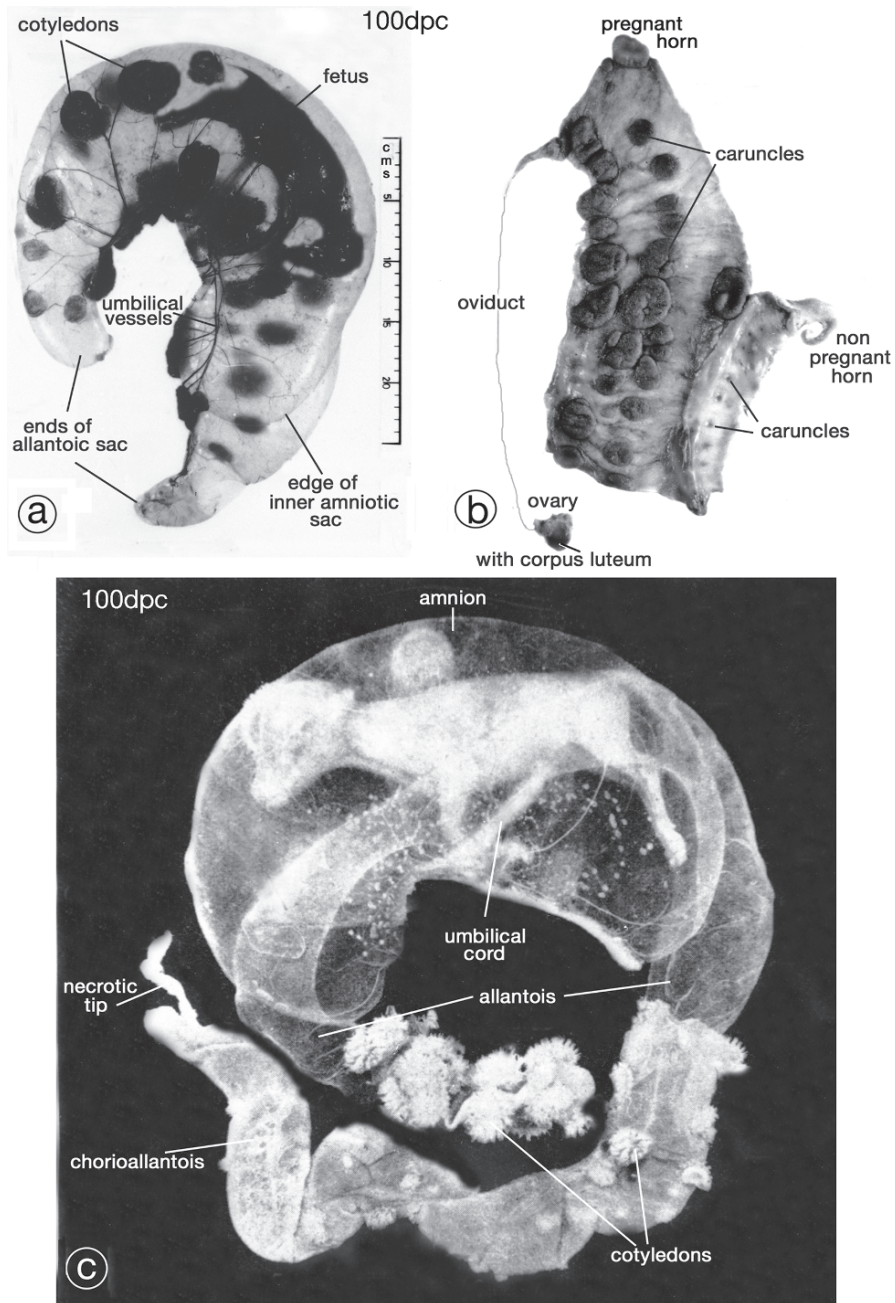 cotyledons
100dpc
fetus
c
m
s
5
10
15
20
umbilical
vessels
ends of
allantoic sac
edge of
inner amniotic
sac
a
pregnant
horn
caruncles
oviduct
non
pregnant
horn
caruncles
ovary
with corpus luteum
b
100dpc
amnion
umbilical
cord
necrotic
tip
allantois
chorioallantois
cotyledons
c